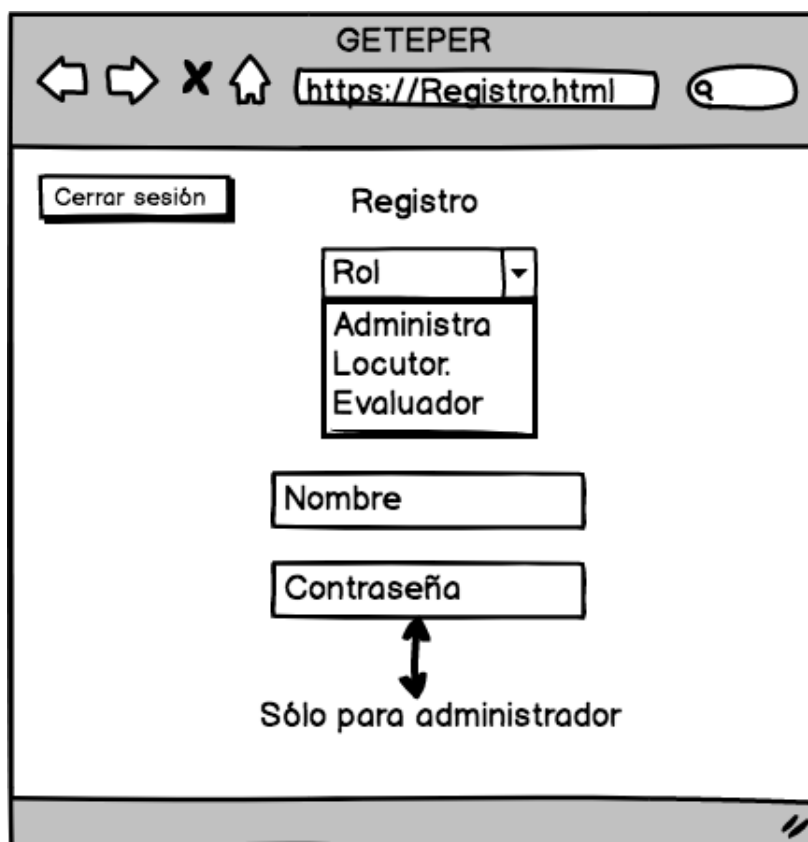 GETEPER
https://Registro.html
Cerrar sesión
Registro
Rol
Administra
Locutor.
Evaluador
Nombre
Contraseña
Sólo para administrador